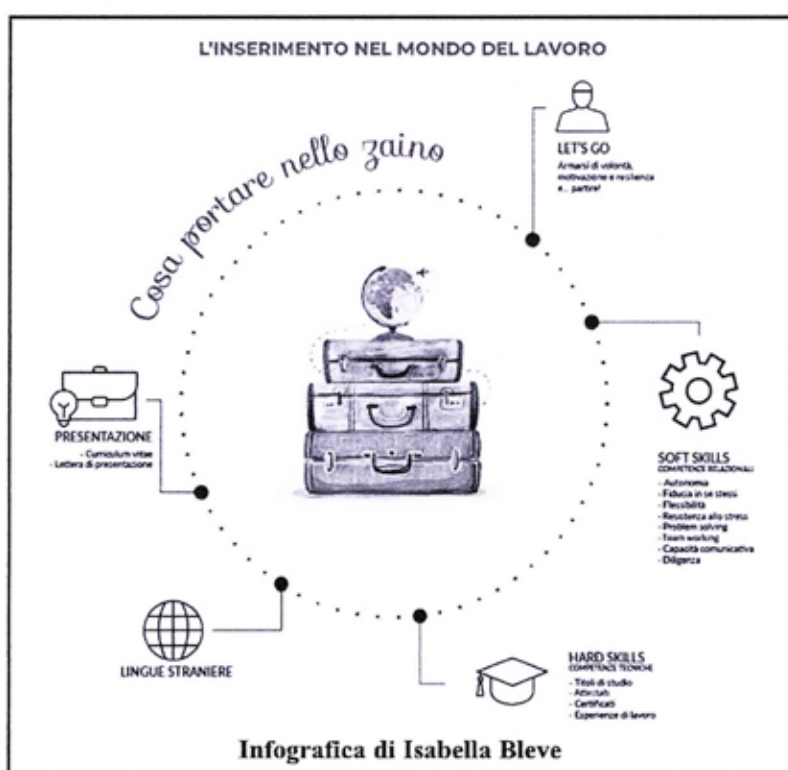 L'INSERIMENTO NEL MONDO DEL LAVORO
Cosa portare nello zaino
LET'S GO
Armarsi di volontà,
motivazione e resilienza
e... partire!
SOFT SKILLS
COMPETENZE RELAZIONALI
- Autonomia
- Fiducia in se stessi
- Flessibilità
- Resistenza allo stress
- Problem solving
- Team working
- Capacità comunicativa
- Diligenza
HARD SKILLS
COMPETENZE TECNICHE
- Titoli di studio
- Attestati
- Certificati
- Esperienze di lavoro
LINGUE STRANIERE
PRESENTAZIONE
- Curriculum vitae
- Lettera di presentazione
Infografica di Isabella Bleve